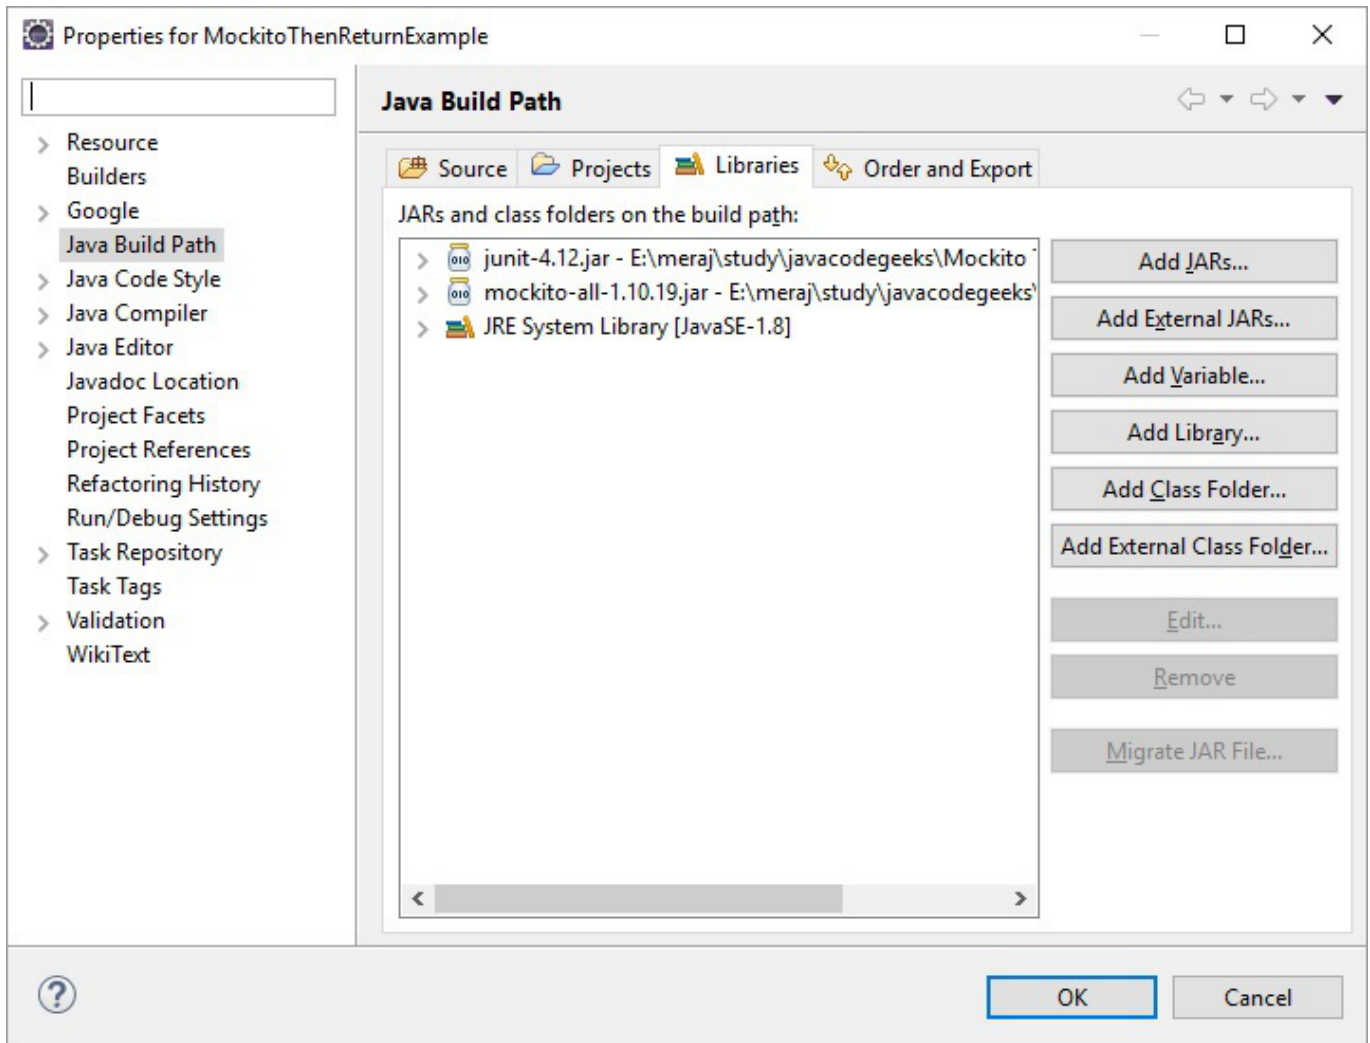 Properties for MockitoThenReturnExample
Java Build Path
Resource
Builders
Google
Java Build Path
Java Code Style
Java Compiler
Java Editor
Javadoc Location
Project Facets
Project References
Refactoring History
Run/Debug Settings
Task Repository
Task Tags
Validation
WikiText
Source Projects Libraries Order and Export
JARs and class folders on the build path:
junit-4.12.jar - E:\meraj\study\javacodegeeks\Mockito
mockito-all-1.10.19.jar - E:\meraj\study\javacodegeeks\
JRE System Library [JavaSE-1.8]
Add JARs...
Add External JARs...
Add Variable...
Add Library...
Add Class Folder...
Add External Class Folder...
Edit...
Remove
Migrate JAR File...
?
OK
Cancel